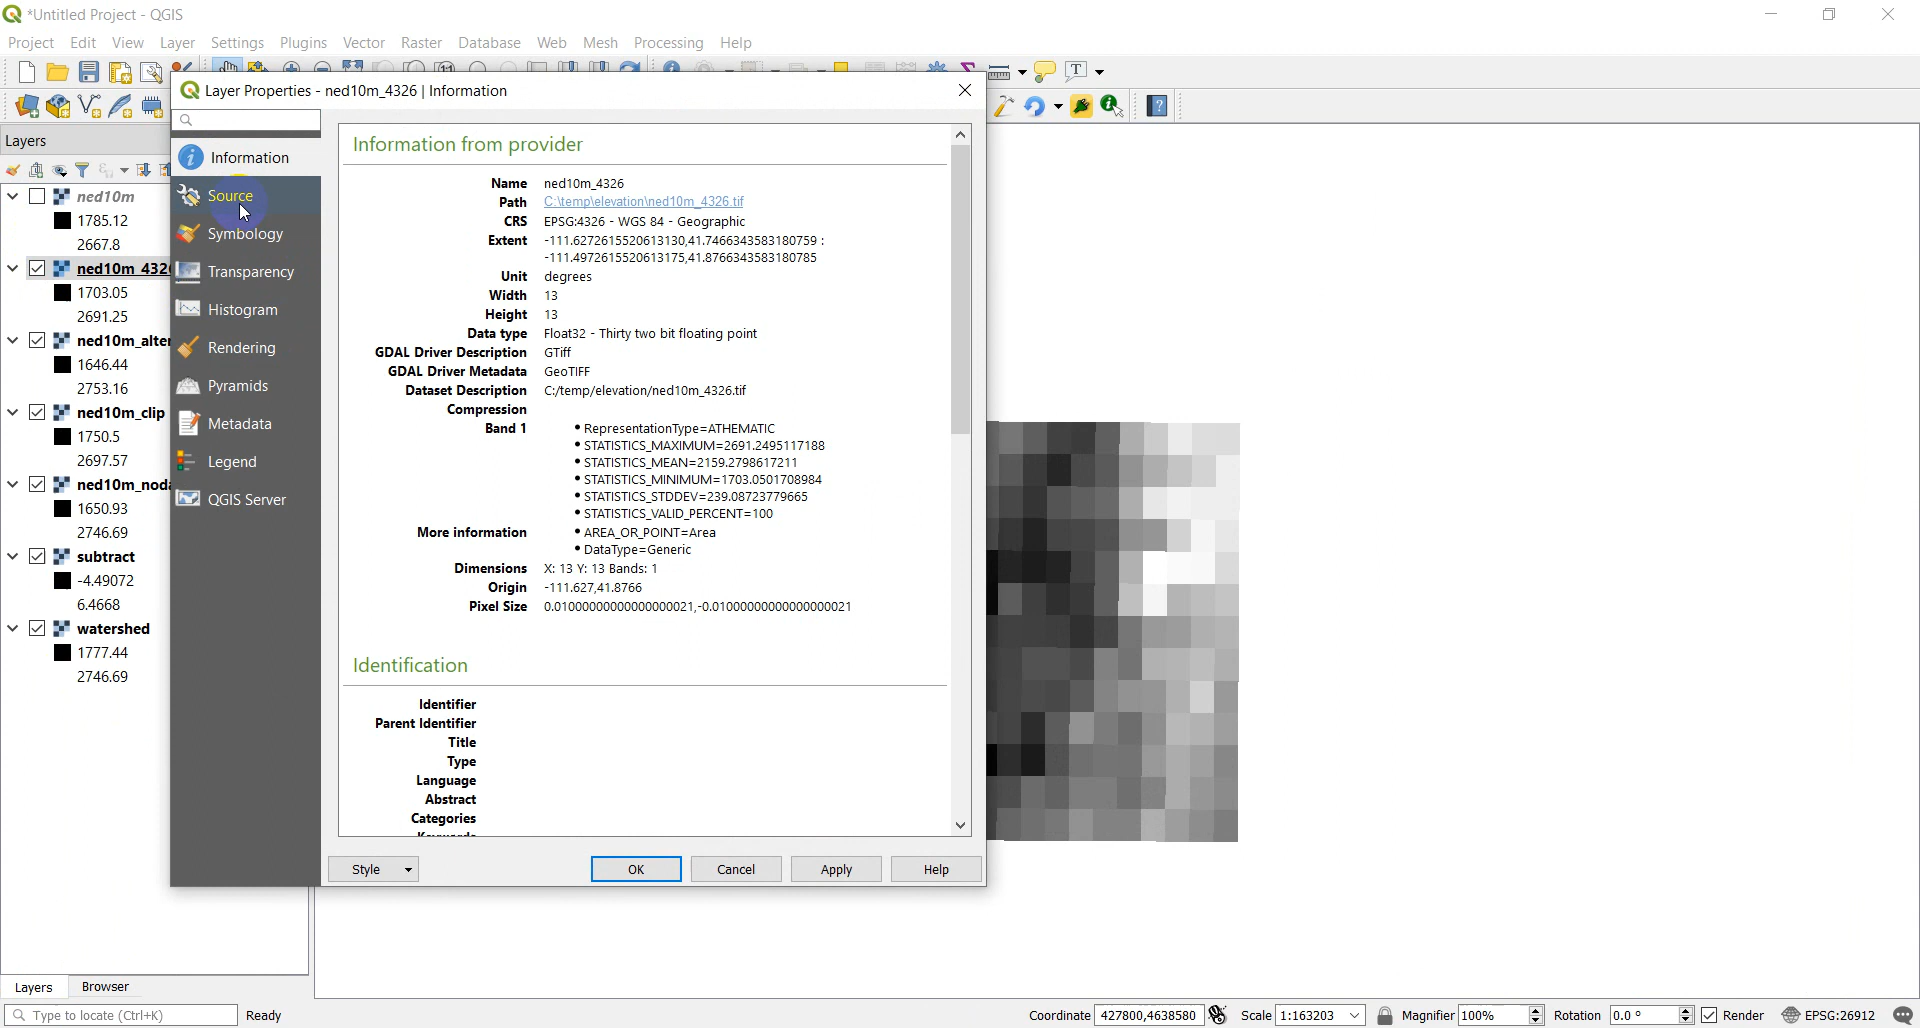 *Untitled Project - QGIS
Project Edit View Layer Settings Plugins Vector Raster Database Web Mesh Processing Help
Layer Properties - ned10m_4326 | Information
Layers
Information
Source
Symbology
Transparency
Histogram
Rendering
Pyramids
Metadata
Legend
QGIS Server
ned10m
1785.12
2667.8
ned10m_432
1703.05
2691.25
ned10m_alte
1646.44
2753.16
ned10m_clip
1750.5
2697.57
ned10m_noda
1650.93
2746.69
subtract
-4.49072
6.4668
watershed
1777.44
2746.69
Information from provider
Name ned10m_4326
Path C:\temp\elevation\ned10m_4326.tif
CRS EPSG:4326 - WGS 84 - Geographic
Extent -111.6272615520613130,41.7466343583180759 :
-111.4972615520613175,41.8766343583180785
Unit degrees
Width 13
Height 13
Data type Float32 - Thirty two bit floating point
GDAL Driver Description GTiff
GDAL Driver Metadata GeoTIFF
Dataset Description C:/temp/elevation/ned10m_4326.tif
Compression
Band 1 • RepresentationType=ATHEMATIC
• STATISTICS_MAXIMUM=2691.2495117188
• STATISTICS_MEAN=2159.2798617211
• STATISTICS_MINIMUM=1703.0501708984
• STATISTICS_STDDEV=239.08723779665
• STATISTICS_VALID_PERCENT=100
More information • AREA_OR_POINT=Area
• DataType=Generic
Dimensions X: 13 Y: 13 Bands: 1
Origin -111.627,41.8766
Pixel Size 0.01000000000000000021,-0.01000000000000000021
Identification
Identifier
Parent Identifier
Title
Type
Language
Abstract
Categories
Style OK Cancel Apply Help
Layers Browser
Type to locate (Ctrl+K) Ready Coordinate 427800,4638580 Scale 1:163203 Magnifier 100% Rotation 0.0 ° Render EPSG:26912